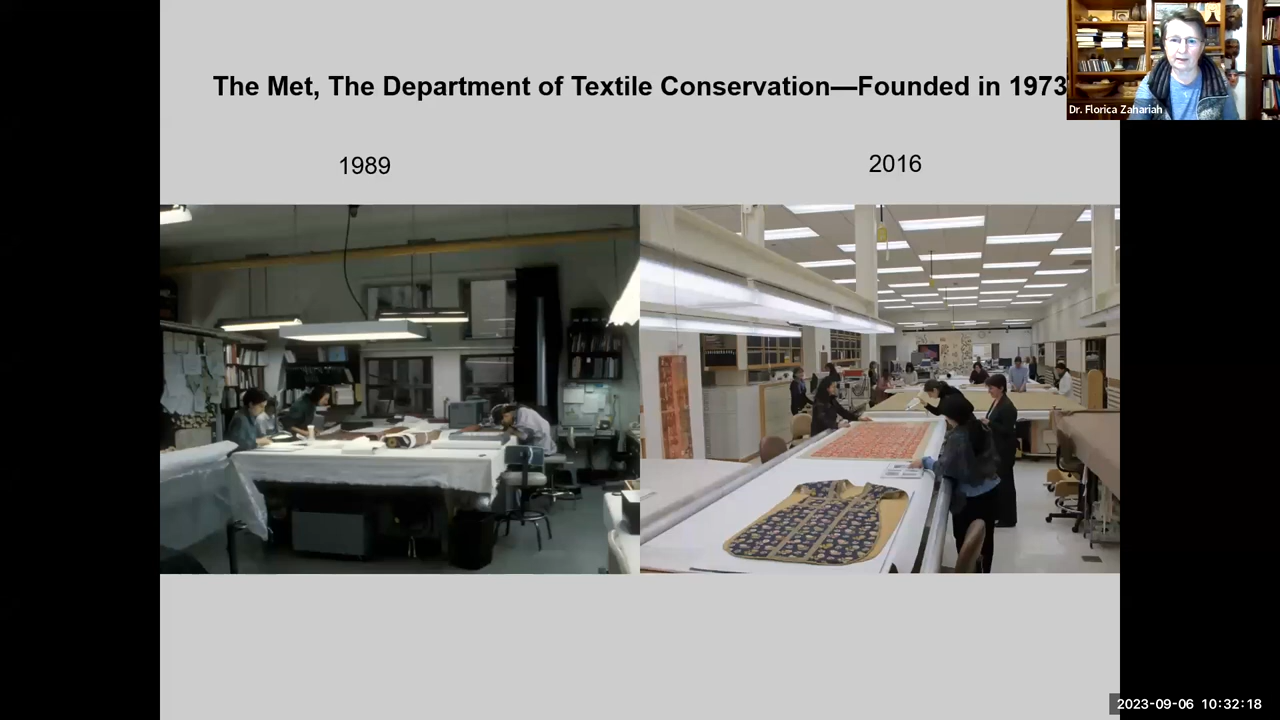 The Met, The Department of Textile Conservation—Founded in 1973
Dr. Florica Zahariah
1989
2016
2023-09-06 10:32:18